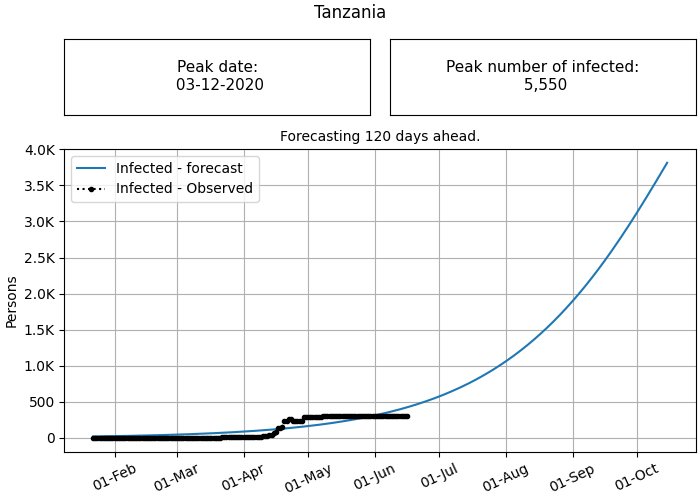 Tanzania
Peak date:
03-12-2020
Peak number of infected:
5,550
Forecasting 120 days ahead.
Infected - forecast
Infected - Observed
4.0K
3.5K
3.0K
2.5K
2.0K
1.5K
1.0K
500
0
Persons
01-Feb
01-Mar
01-Apr
01-May
01-Jun
01-Jul
01-Aug
01-Sep
01-Oct